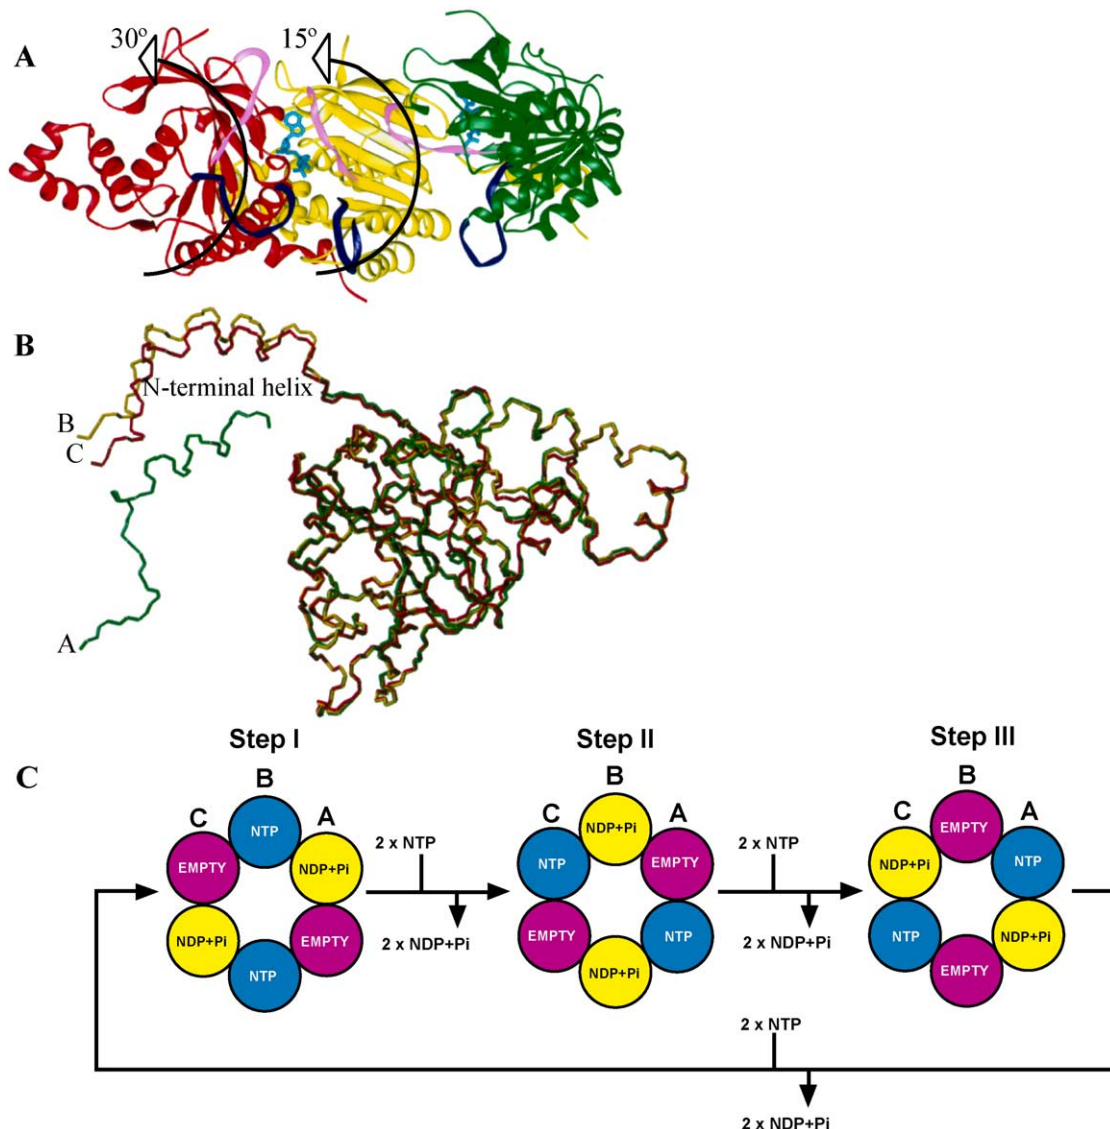 A
30°
15°
B
N-terminal helix
B
C
A
C
Step I
Step II
Step III
B
C
A
NTP
EMPTY
NDP+Pi
NDP+Pi
EMPTY
NTP
2 x NTP
2 x NDP+Pi
B
C
A
NDP+Pi
NTP
EMPTY
EMPTY
NTP
NDP+Pi
2 x NTP
2 x NDP+Pi
B
C
A
EMPTY
NDP+Pi
NTP
NTP
NDP+Pi
EMPTY
2 x NTP
2 x NDP+Pi